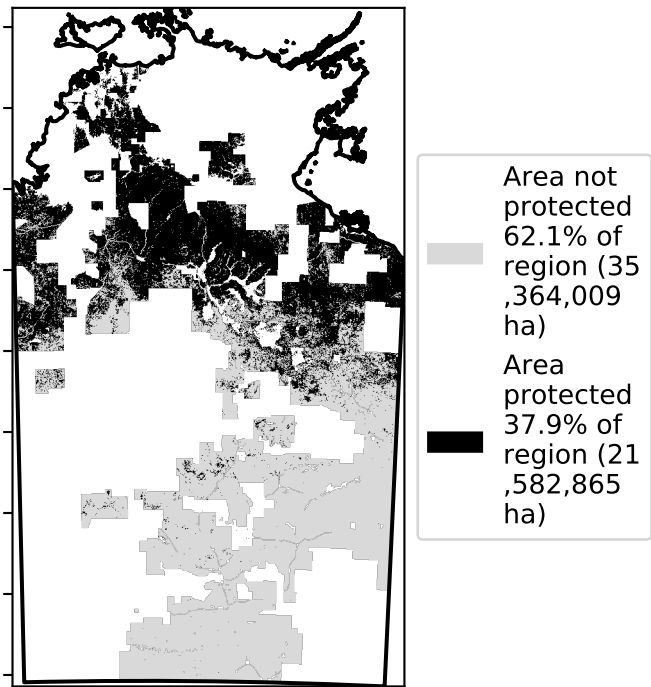 Area not
protected
62.1% of
region (35
,364,009
ha)
Area
protected
37.9% of
region (21
,582,865
ha)